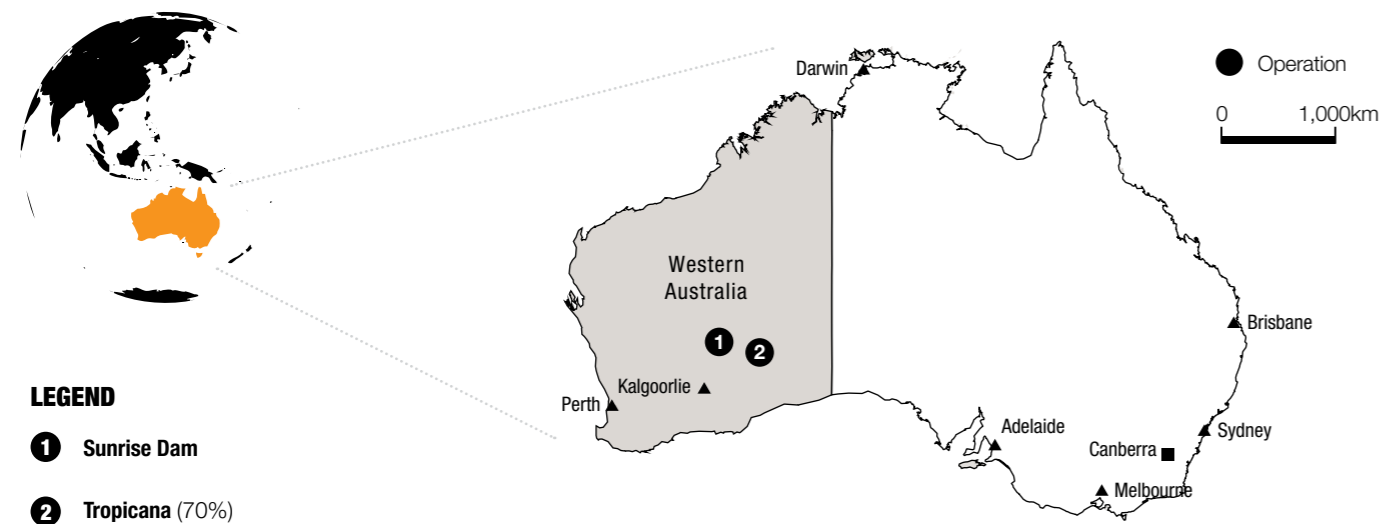 Darwin
Operation
0 1,000km
Western
Australia
1
2
Brisbane
Kalgoorlie
Perth
Adelaide
Sydney
Canberra
Melbourne
LEGEND
1 Sunrise Dam
2 Tropicana (70%)